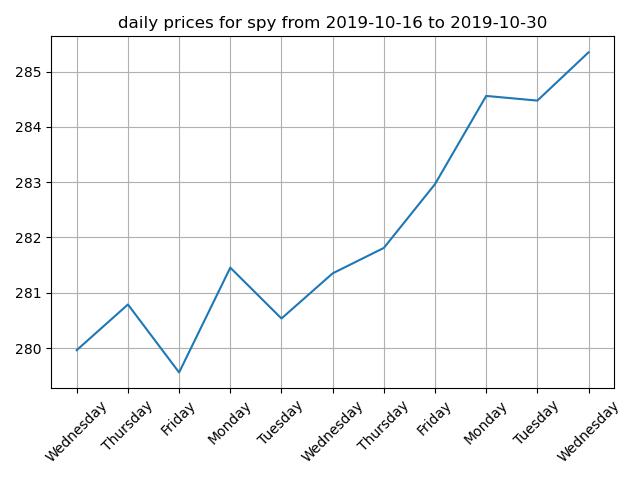 daily prices for spy from 2019-10-16 to 2019-10-30
285
284
283
282
281
280
Wednesday
Thursday
Friday
Monday
Tuesday
Wednesday
Thursday
Friday
Monday
Tuesday
Wednesday